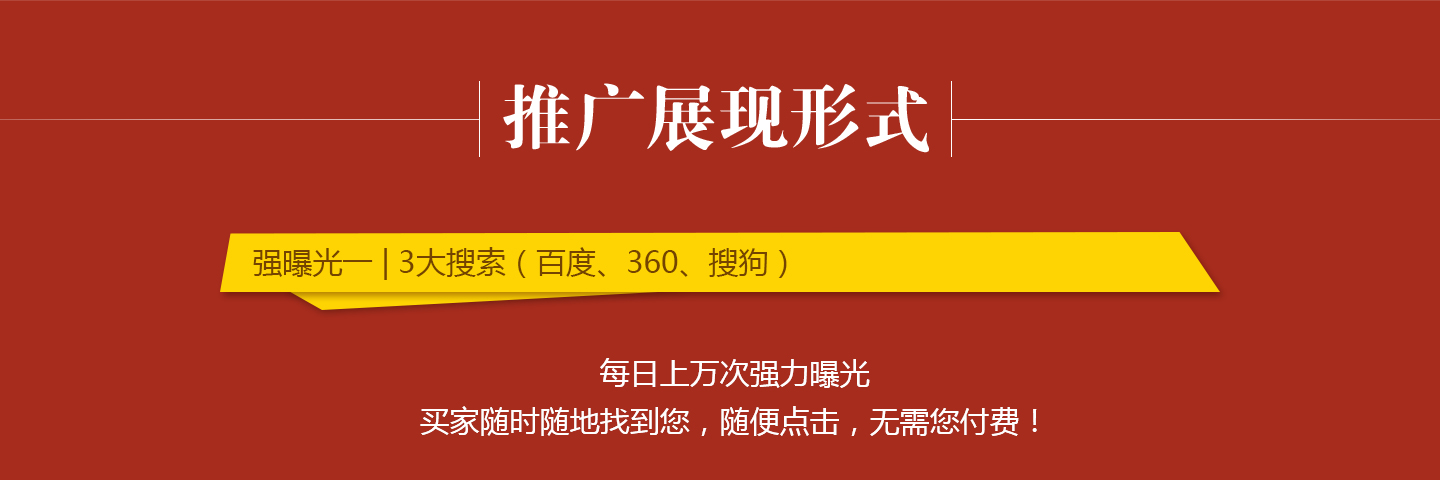 推广展现形式
强曝光一 | 3大搜索（百度、360、搜狗）
每日上万次强力曝光
买家随时随地找到您，随便点击，无需您付费！